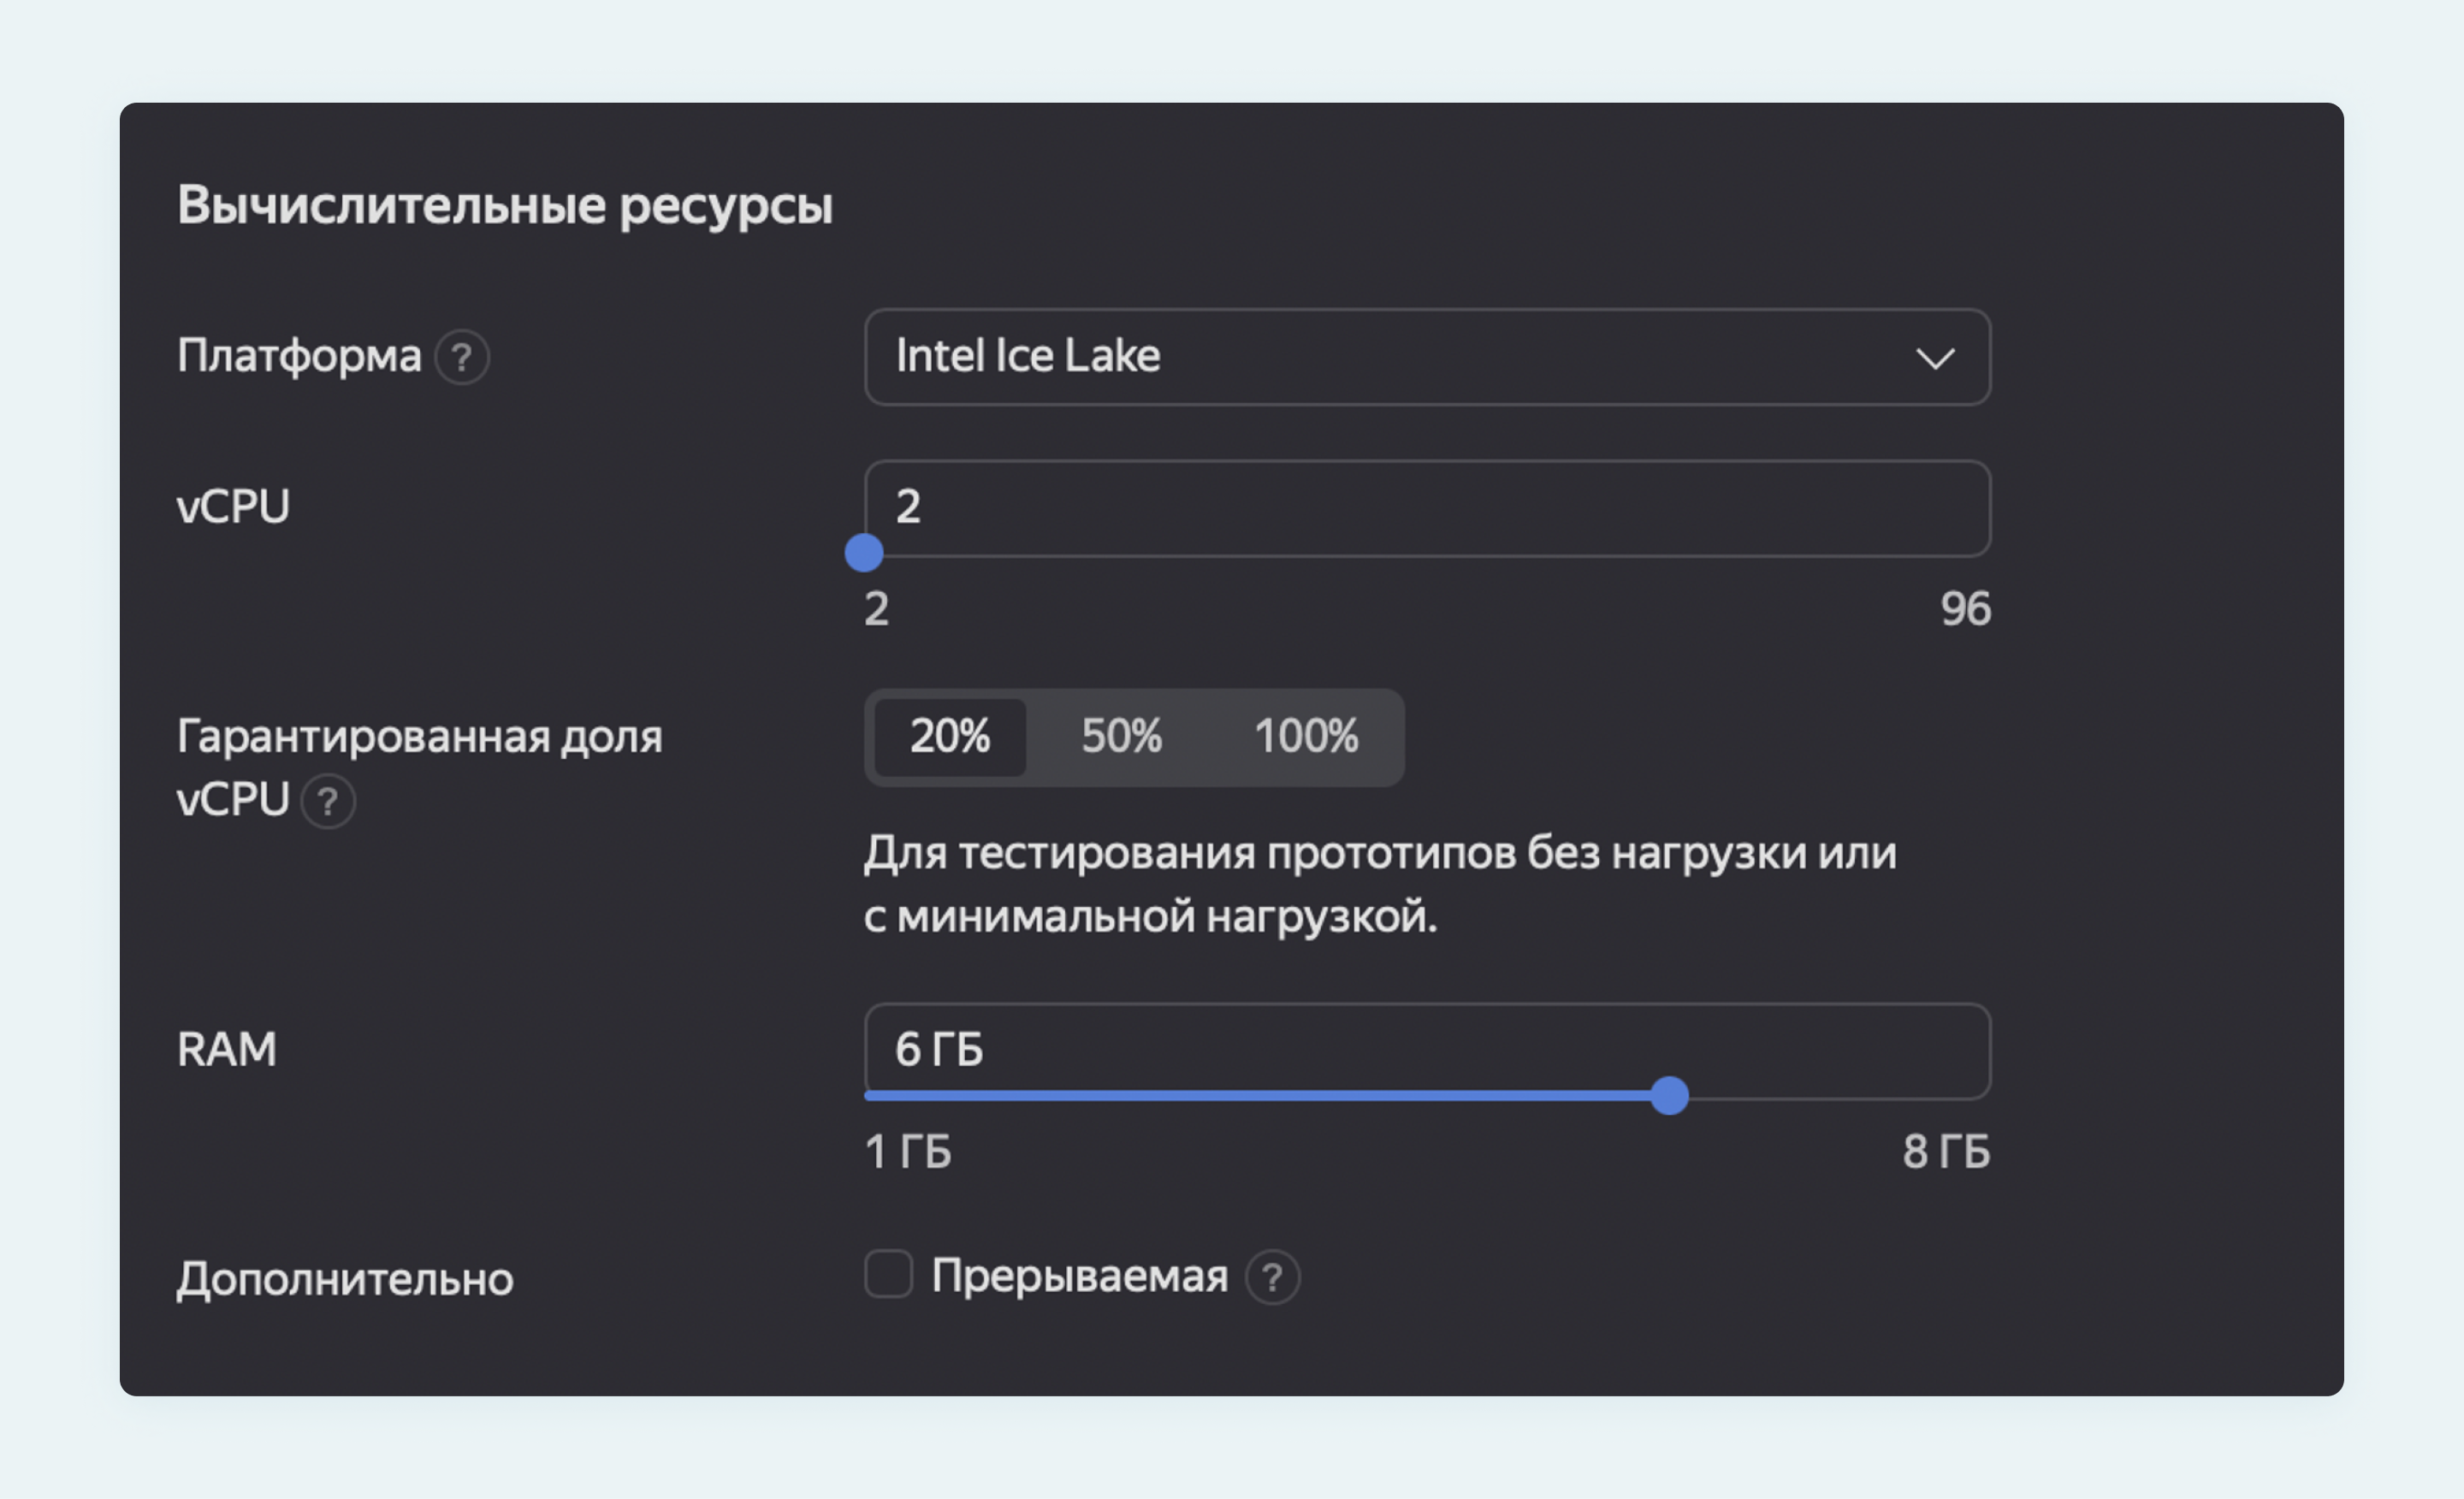 Вычислительные ресурсы
Платформа ?
Intel Ice Lake
vCPU
2
2 96
Гарантированная доля
vCPU ?
20% 50% 100%
Для тестирования прототипов без нагрузки или
с минимальной нагрузкой.
RAM
6 ГБ
1 ГБ 8 ГБ
Дополнительно
Прерываемая ?